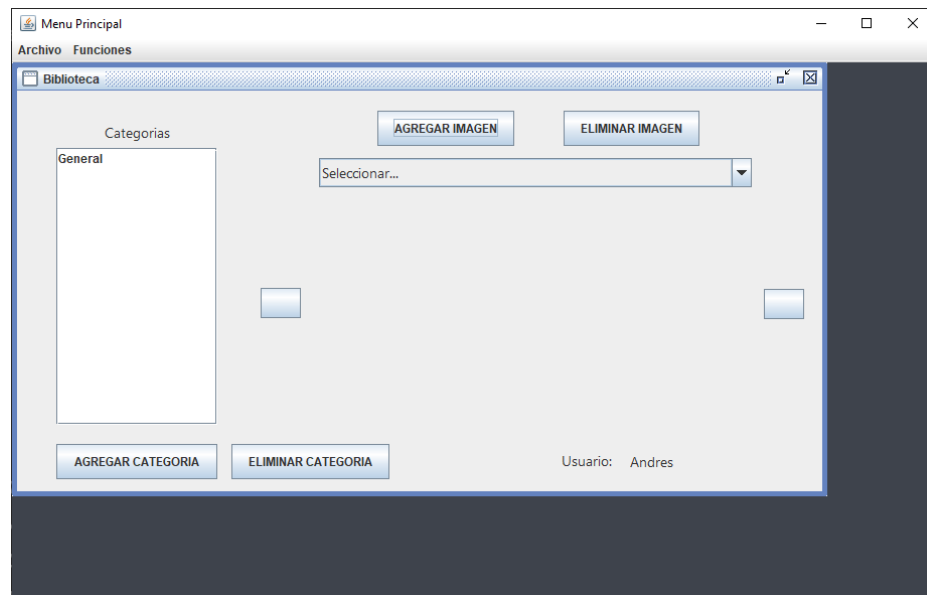 Menu Principal
Archivo Funciones
Biblioteca
AGREGAR IMAGEN ELIMINAR IMAGEN
Categorias
General
Seleccionar...
AGREGAR CATEGORIA ELIMINAR CATEGORIA Usuario: Andres